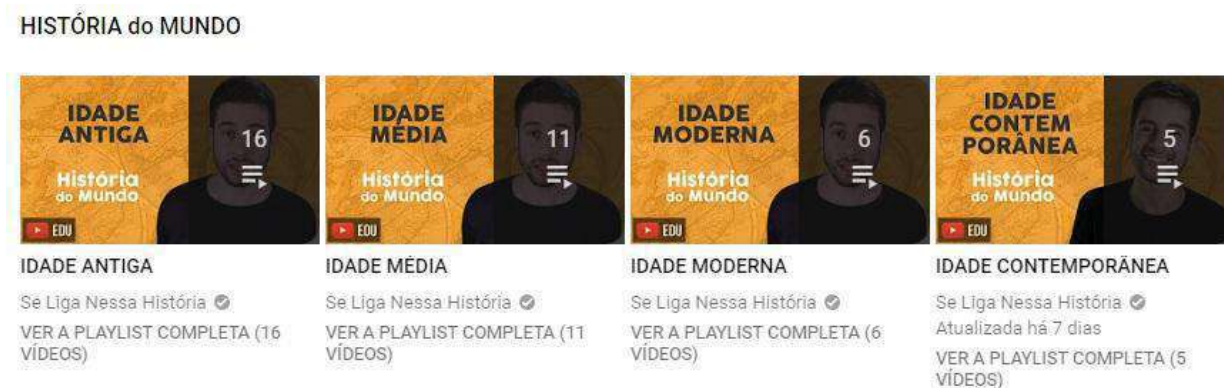 HISTÓRIA do MUNDO
IDADE
ANTIGA
16
História
do Mundo
EDU
IDADE ANTIGA
Se Liga Nessa História
VER A PLAYLIST COMPLETA (16
VÍDEOS)
IDADE
MÉDIA
11
História
do Mundo
EDU
IDADE MÉDIA
Se Liga Nessa História
VER A PLAYLIST COMPLETA (11
VÍDEOS)
IDADE
MODERNA
6
História
do Mundo
EDU
IDADE MODERNA
Se Liga Nessa História
VER A PLAYLIST COMPLETA (6
VÍDEOS)
IDADE
CONTEM
PORÂNEA
5
História
do Mundo
EDU
IDADE CONTEMPORÂNEA
Se Liga Nessa História
Atualizada há 7 dias
VER A PLAYLIST COMPLETA (5
VÍDEOS)